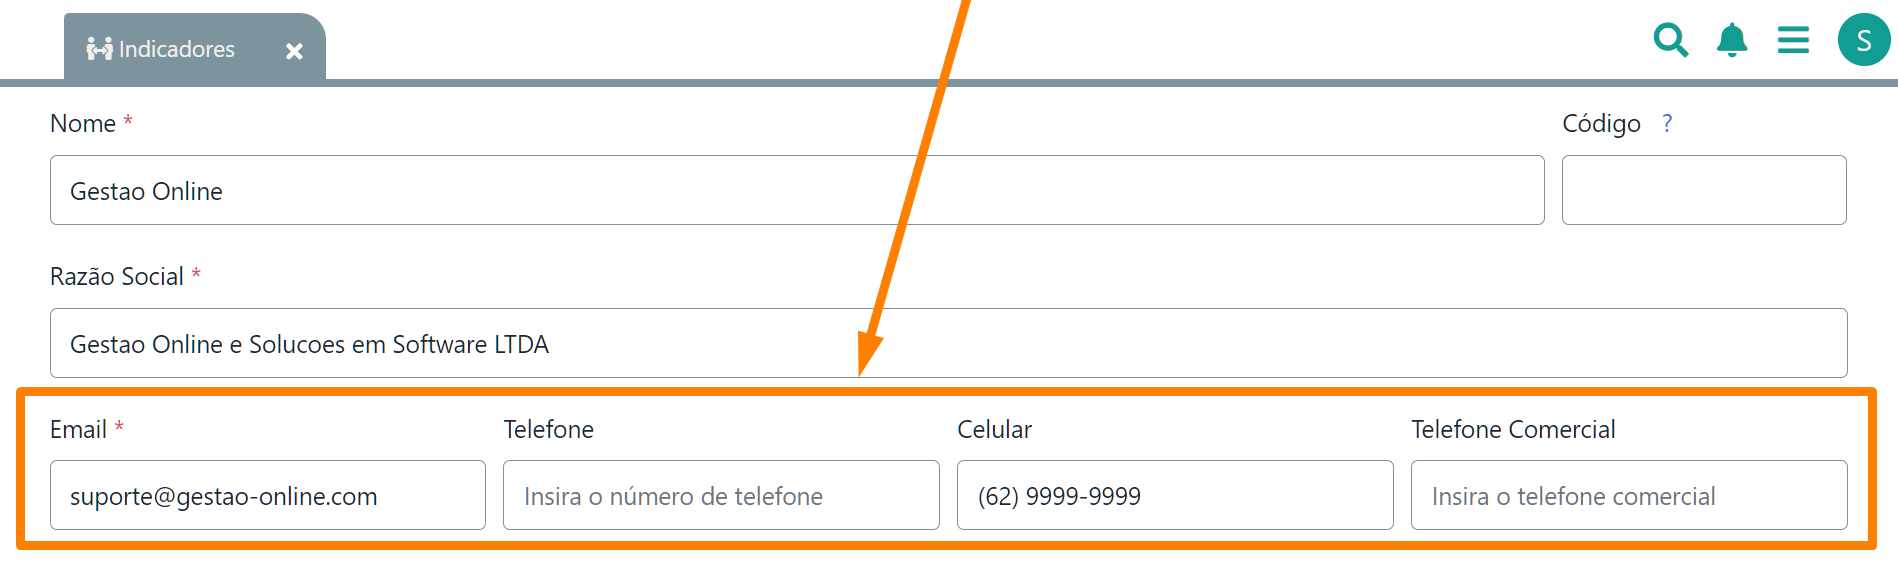 Indicadores
S
Nome *
Código ?
Gestao Online
Razão Social *
Gestao Online e Solucoes em Software LTDA
Email *
Telefone
Celular
Telefone Comercial
suporte@gestao-online.com
Insira o número de telefone
(62) 9999-9999
Insira o telefone comercial